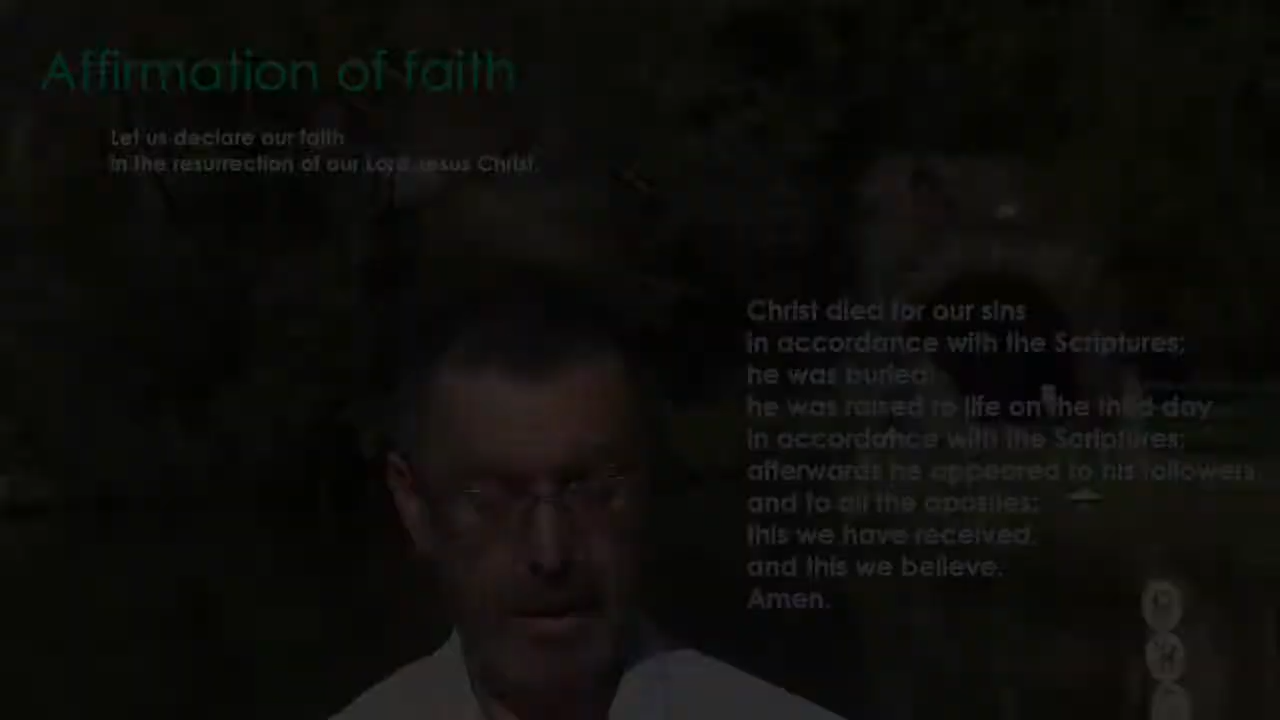 Affirmation of faith
Let us declare our faith
in the resurrection of our Lord Jesus Christ.
Christ died for our sins
in accordance with the Scriptures;
he was buried;
he was raised to life on the third day
in accordance with the Scriptures;
afterwards he appeared to his followers
and to all the apostles:
this we have received,
and this we believe.
Amen.